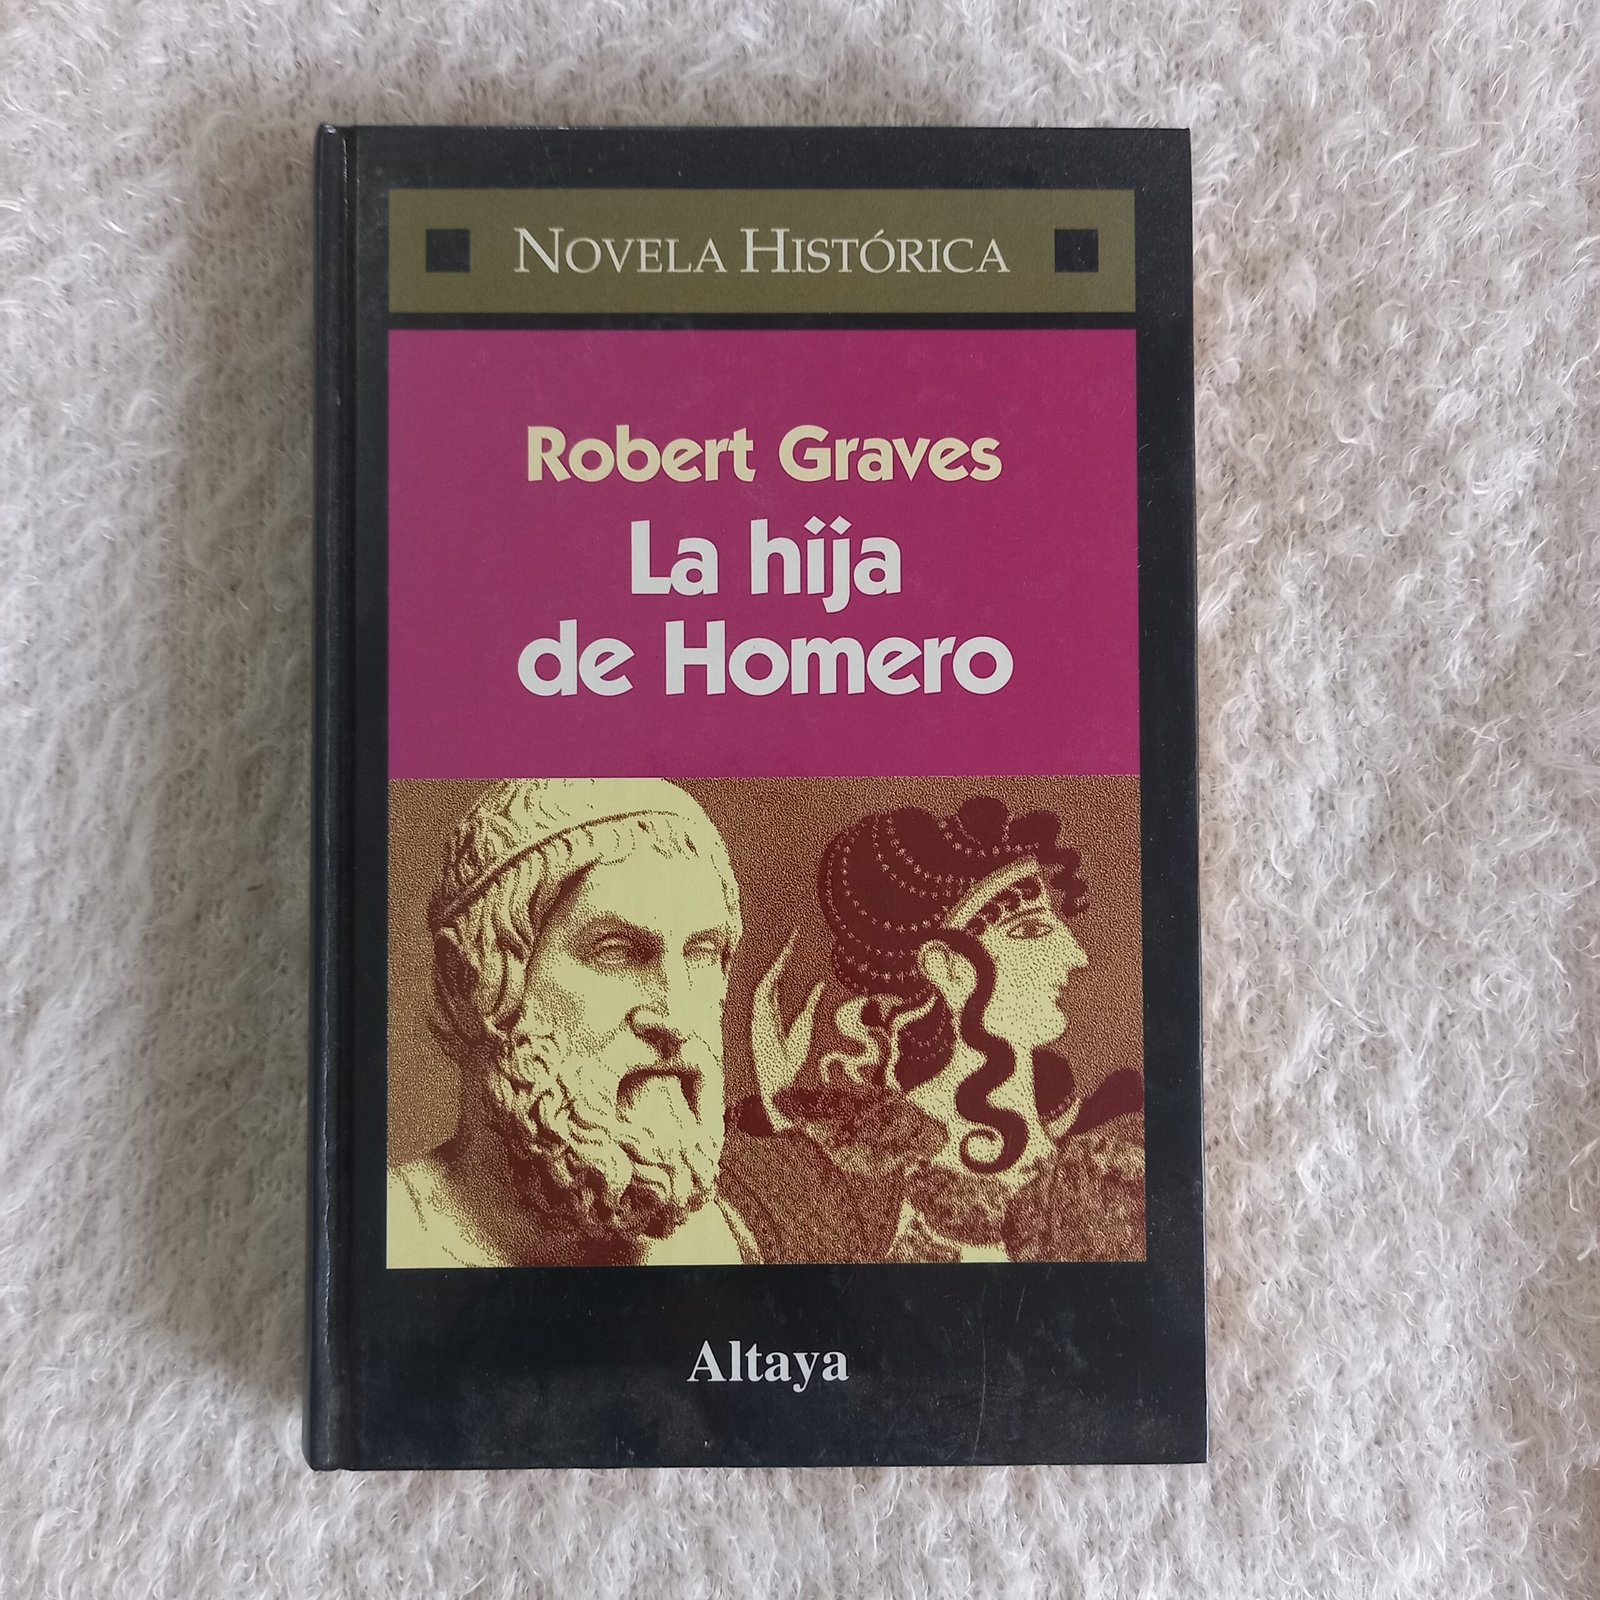 NOVELA HISTÓRICA
Robert Graves
La hija
de Homero
Altaya